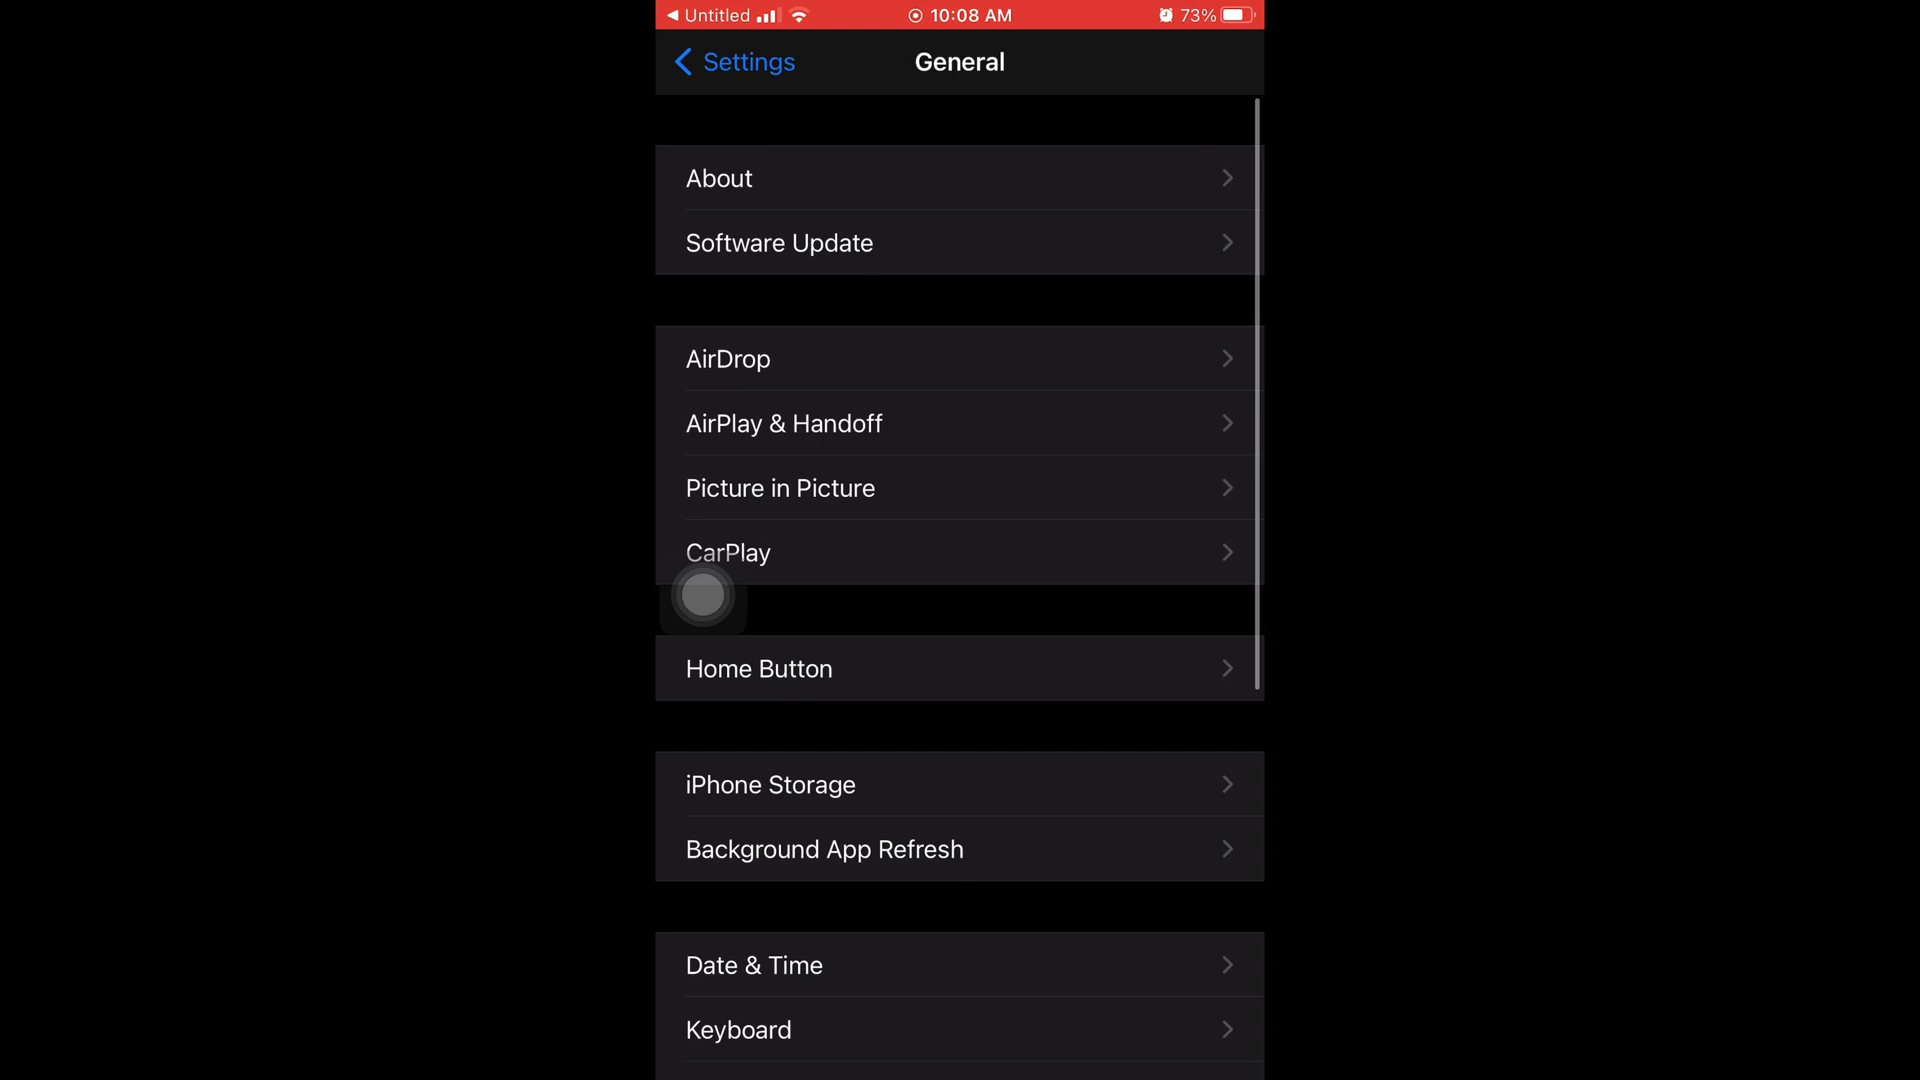 Untitled 10:08 AM 73%
Settings General
About
Software Update
AirDrop
AirPlay & Handoff
Picture in Picture
CarPlay
Home Button
iPhone Storage
Background App Refresh
Date & Time
Keyboard